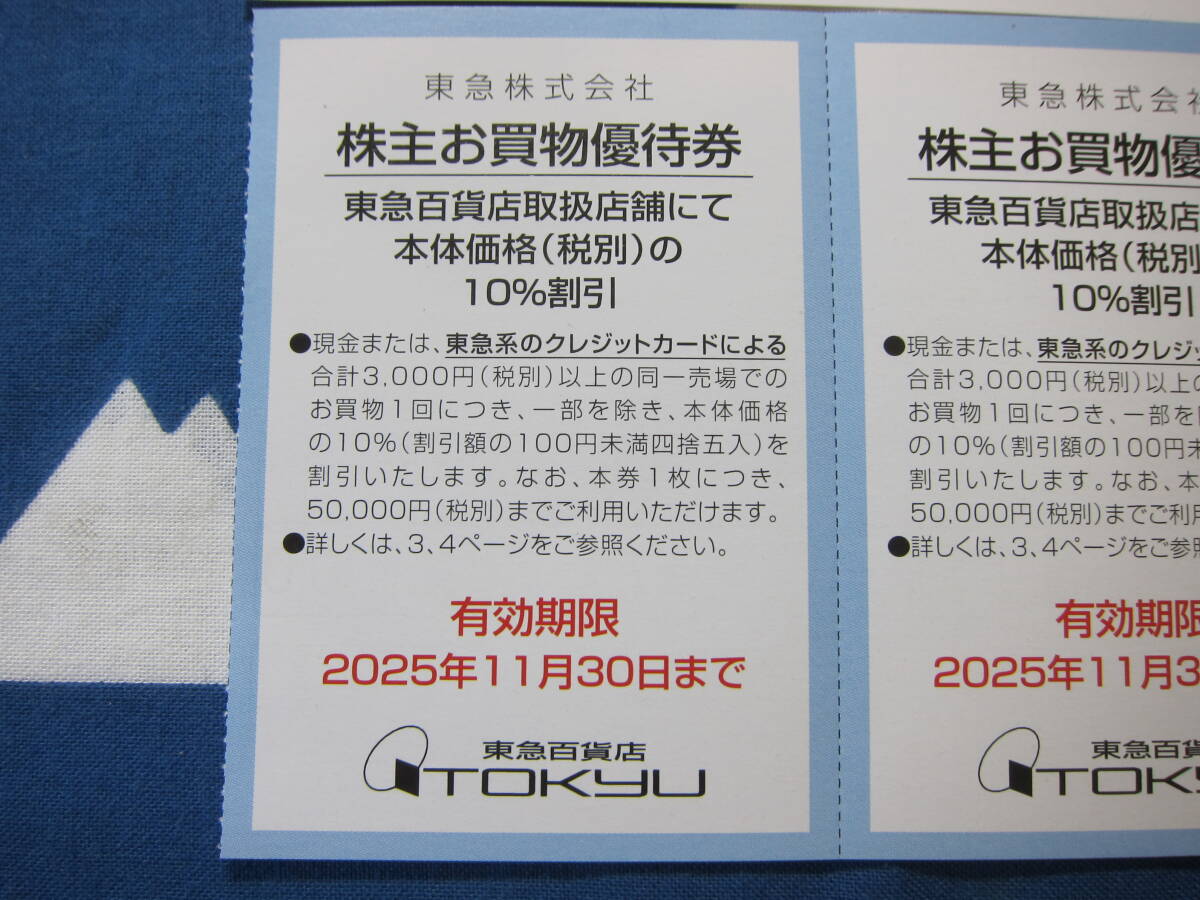 東急株式会社
株主お買物優待券
東急百貨店取扱店舗にて
本体価格(税別)の
10%割引
●現金または、東急系のクレジットカードによる
合計3,000円(税別)以上の同一売場での
お買物1回につき、一部を除き、本体価格
の10%(割引額の100円未満四捨五入)を
割引いたします。なお、本券1枚につき、
50,000円(税別)までご利用いただけます。
●詳しくは、3、4ページをご参照ください。
有効期限
2025年11月30日まで
東急百貨店
TOKYU
東急株式会
株主お買物優
東急百貨店取扱店
本体価格(税別
10%割引
●現金または、東急系のクレジッ
合計3,000円(税別)以上の
お買物1回につき、一部を
の10%(割引額の100円未
割引いたします。なお、本
50,000円(税別)までご利
●詳しくは、3、4ページをご参
有効期限
2025年11月3
東急百
TOKY